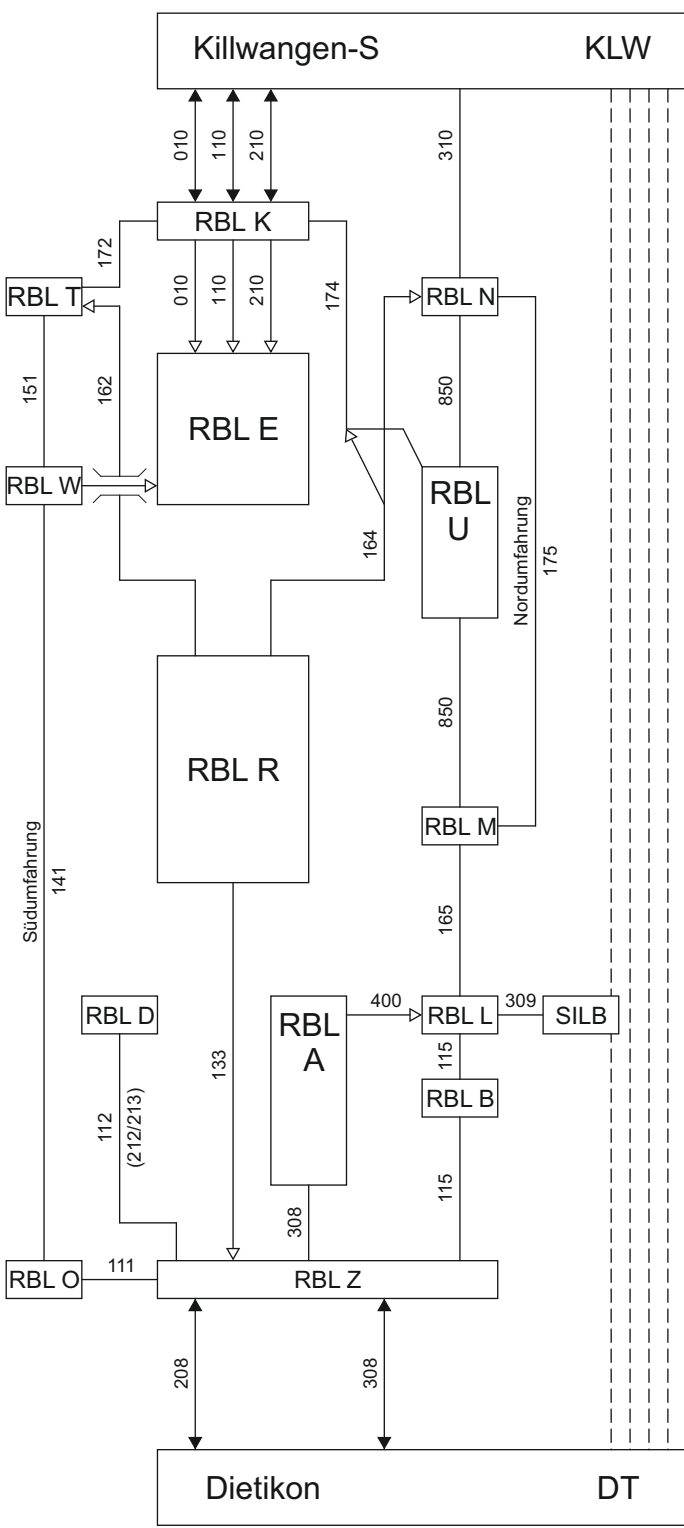 Killwangen-S KLW
010 110 210 310
RBL K
172
010 110 210 174
RBL T RBL N
151 162 850
RBL E
RBL W
RBL
U
164
Nordumfahrung
175
850
RBL R
RBL M
Südumfahrung
141
165
RBL D
RBL
A
400
RBL L
309
SILB
133
115
RBL B
112
(212/213)
115
308
RBL O
111
RBL Z
208 308
Dietikon DT